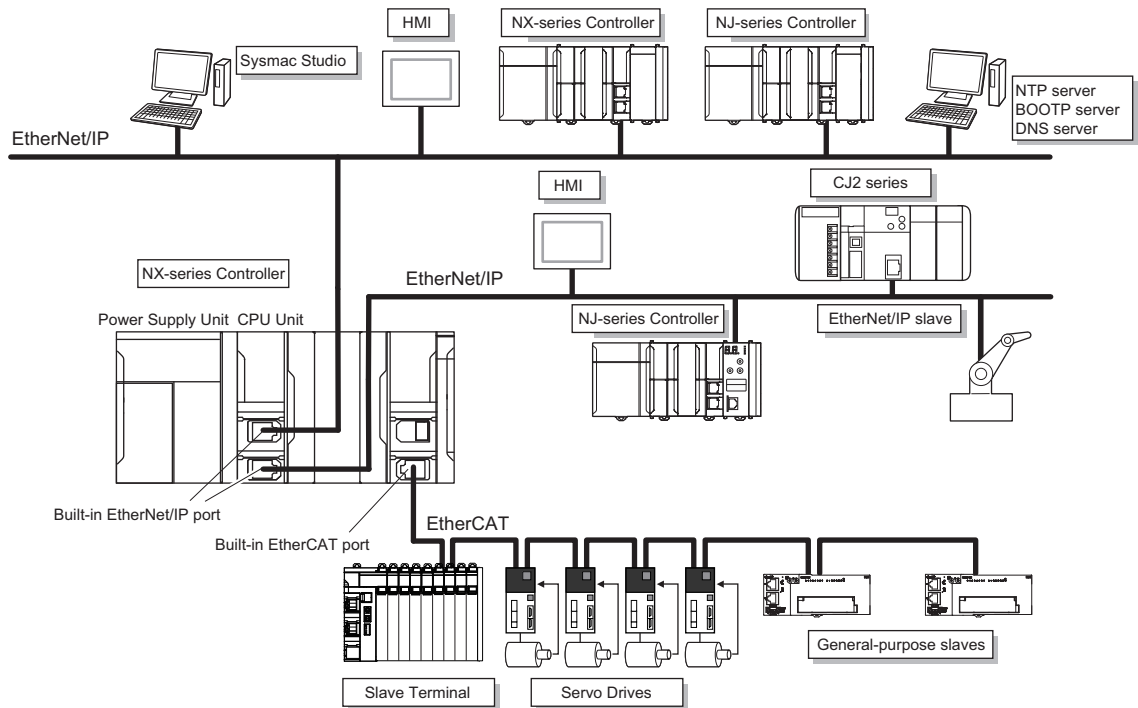 HMI
NX-series Controller
NJ-series Controller
Sysmac Studio
NTP server
BOOTP server
DNS server
EtherNet/IP
HMI
CJ2 series
NX-series Controller
EtherNet/IP
Power Supply Unit CPU Unit
NJ-series Controller
EtherNet/IP slave
Built-in EtherNet/IP port
Built-in EtherCAT port
EtherCAT
General-purpose slaves
Slave Terminal
Servo Drives